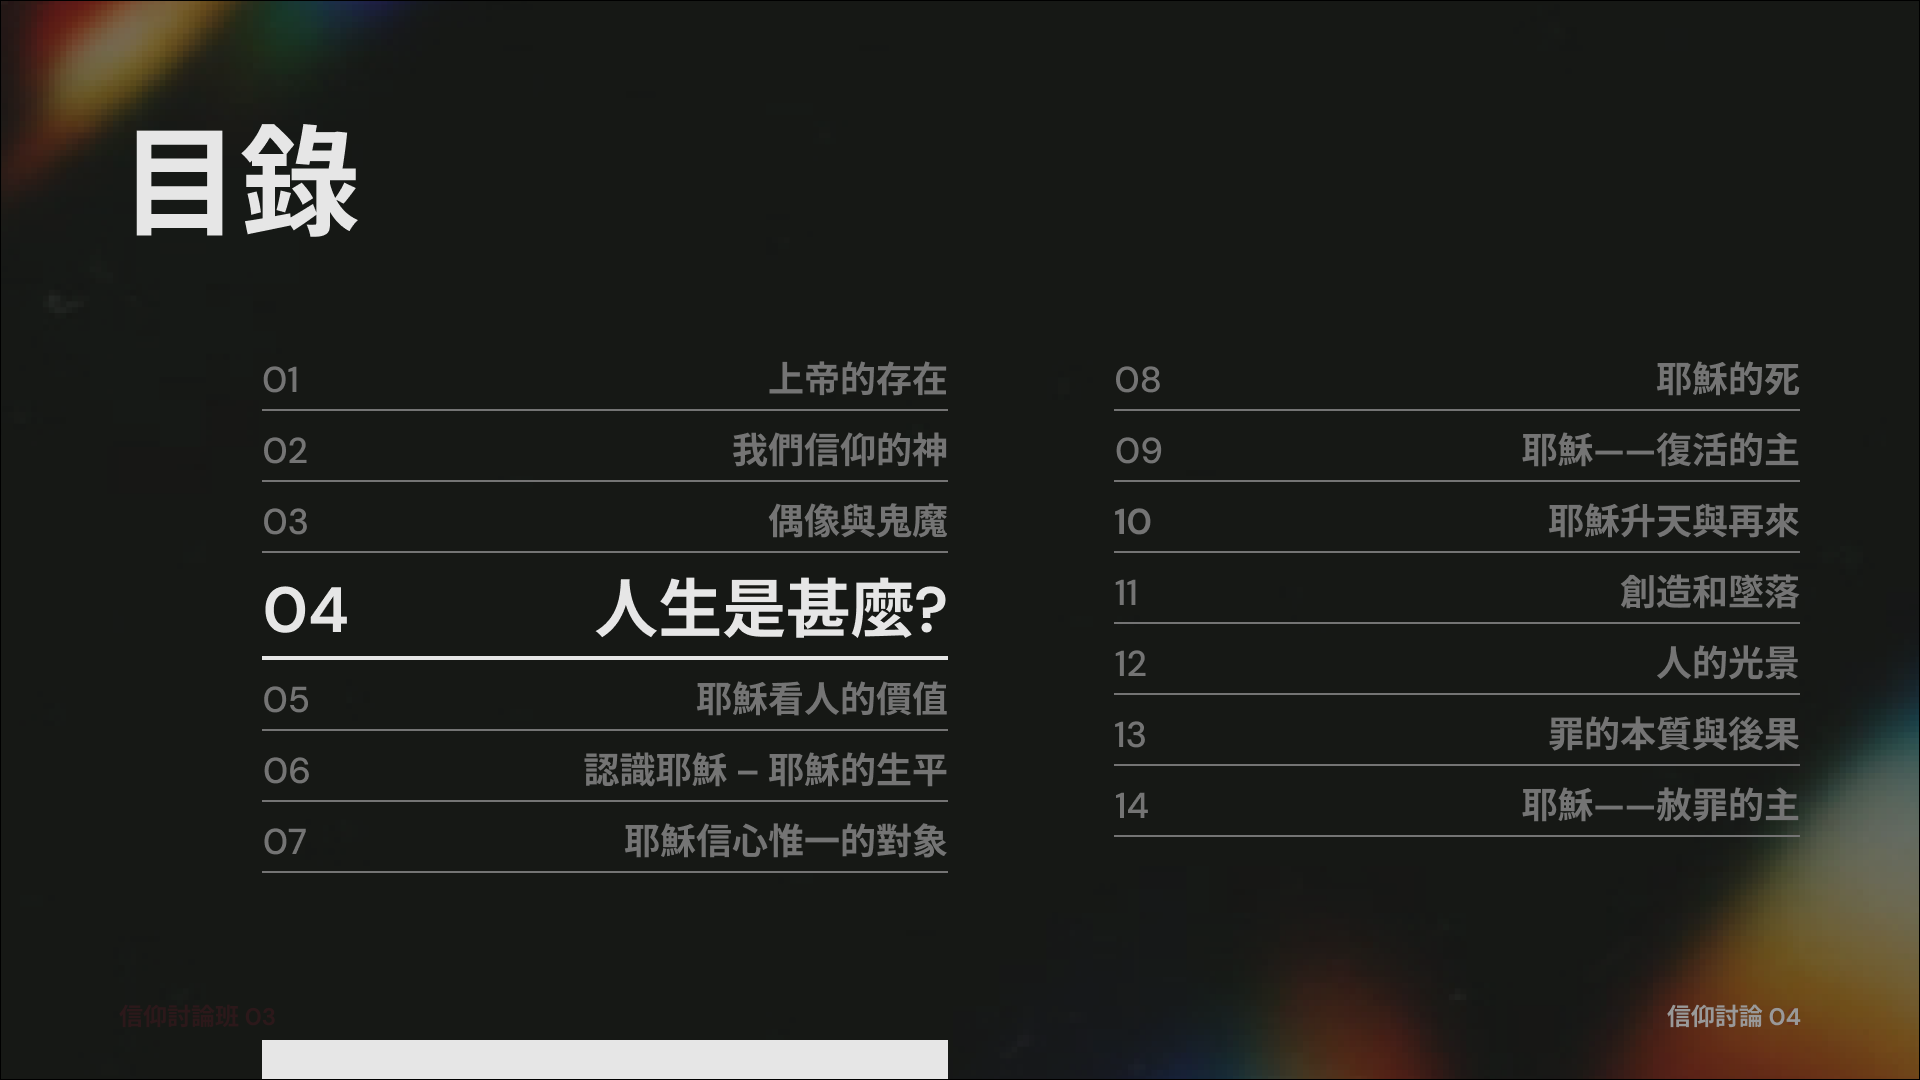 目錄
01 上帝的存在
02 我們信仰的神
03 偶像與鬼魔
04 人生是甚麼?
05 耶穌看人的價值
06 認識耶穌 – 耶穌的生平
07 耶穌信心惟一的對象
08 耶穌的死
09 耶穌——復活的主
10 耶穌升天與再來
11 創造和墜落
12 人的光景
13 罪的本質與後果
14 耶穌——赦罪的主
信仰討論班 03
信仰討論 04